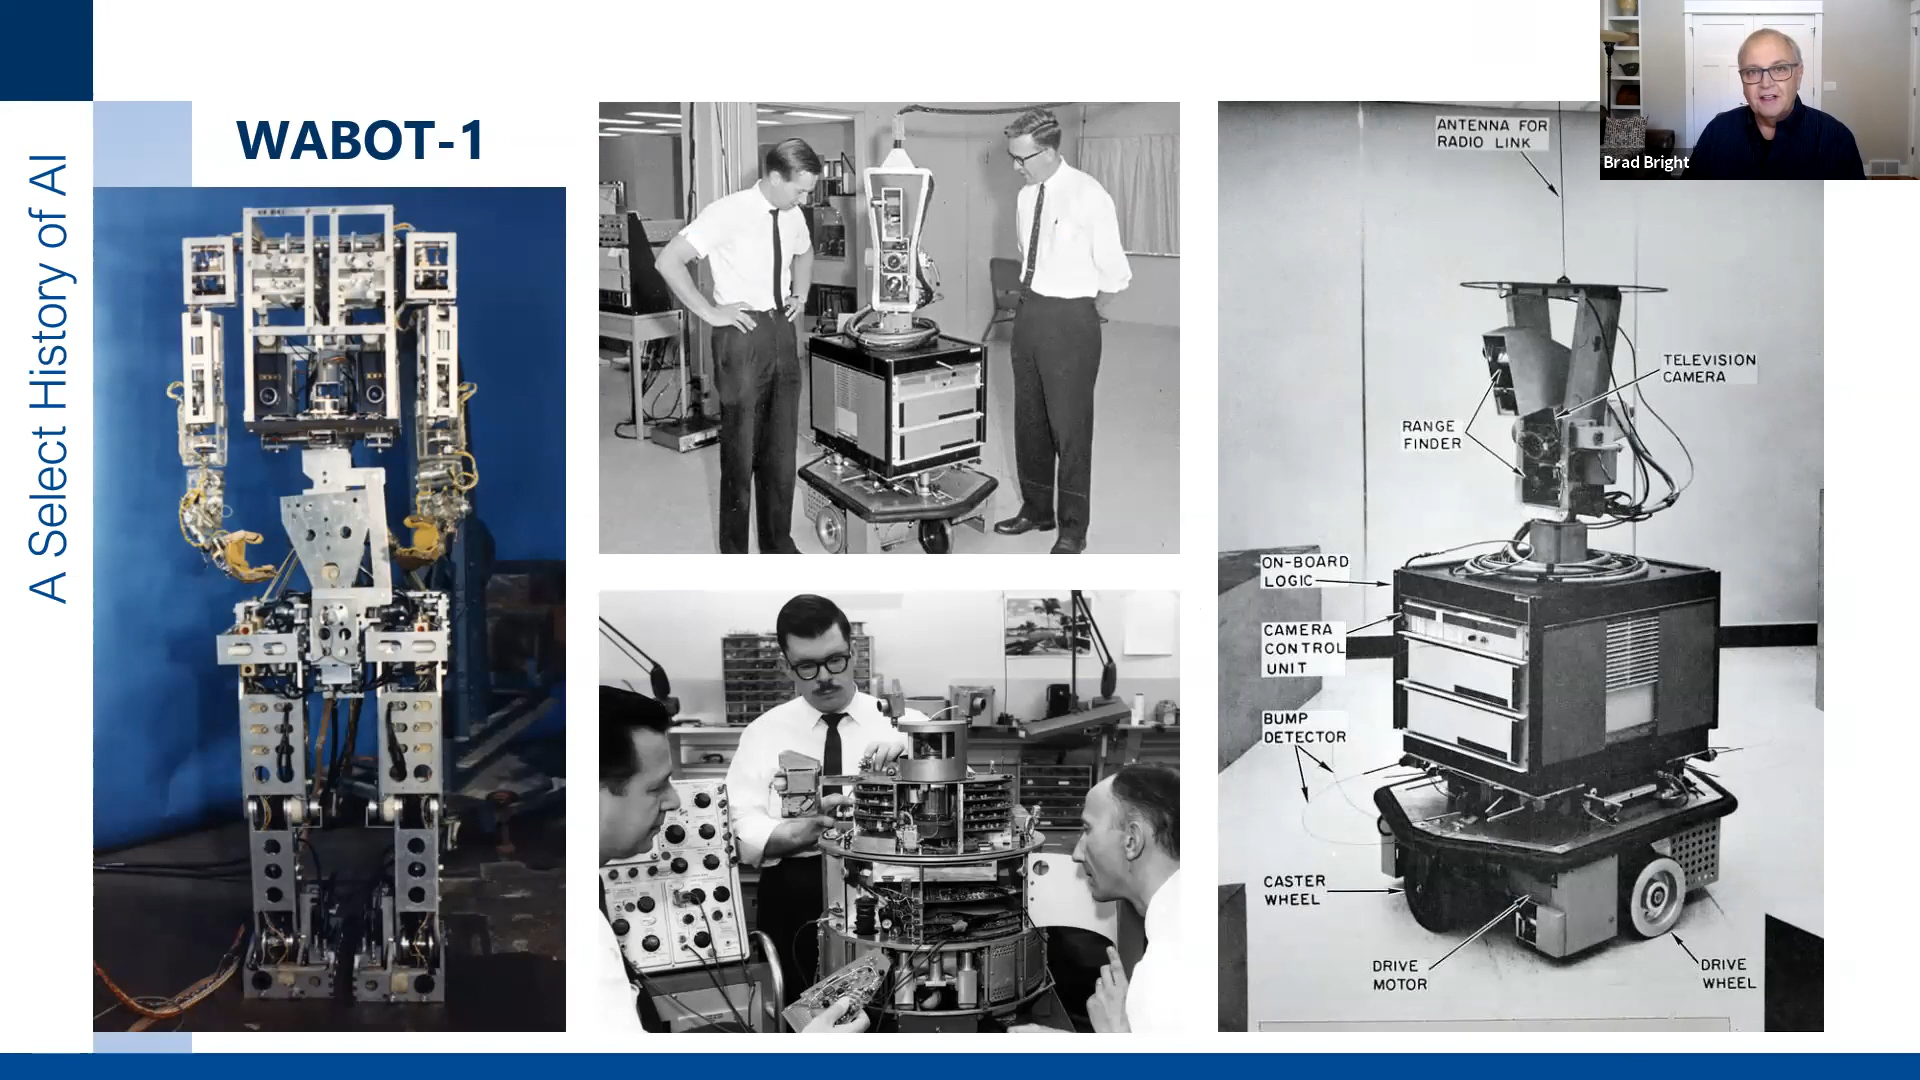 A Select History of AI
WABOT-1
ANTENNA FOR
RADIO LINK
TELEVISION
CAMERA
RANGE
FINDER
ON-BOARD
LOGIC
CAMERA
CONTROL
UNIT
BUMP
DETECTOR
CASTER
WHEEL
DRIVE
MOTOR
DRIVE
WHEEL
Brad Bright